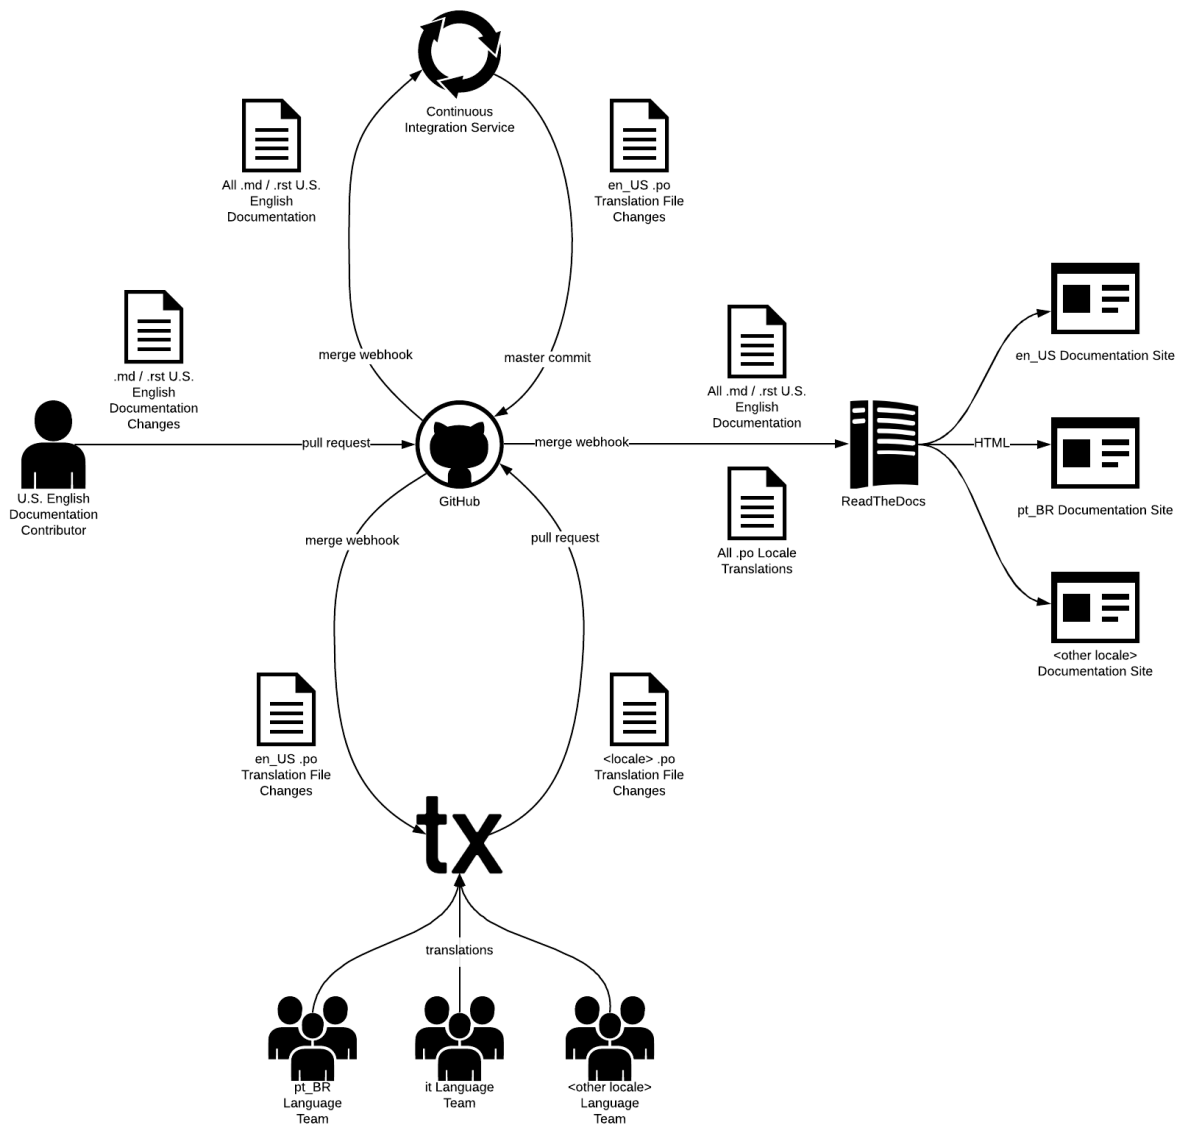 Continuous
Integration Service
All .md / .rst U.S.
English
Documentation
en_US .po
Translation File
Changes
merge webhook
master commit
.md / .rst U.S.
English
Documentation
Changes
U.S. English
Documentation
Contributor
pull request
GitHub
merge webhook
All .md / .rst U.S.
English
Documentation
All .po Locale
Translations
ReadTheDocs
HTML
en_US Documentation Site
pt_BR Documentation Site
<other locale>
Documentation Site
merge webhook
pull request
en_US .po
Translation File
Changes
<locale> .po
Translation File
Changes
tx
translations
pt_BR
Language
Team
it Language
Team
<other locale>
Language
Team